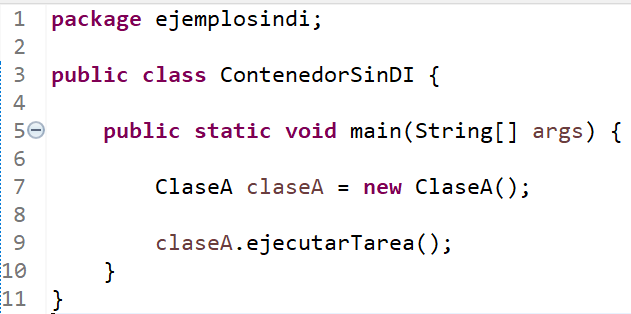 1 package ejemplosindi;
2
3 public class ContenedorSinDI {
4
5 public static void main(String[] args) {
6
7 ClaseA claseA = new ClaseA();
8
9 claseA.ejecutarTarea();
10 }
11 }